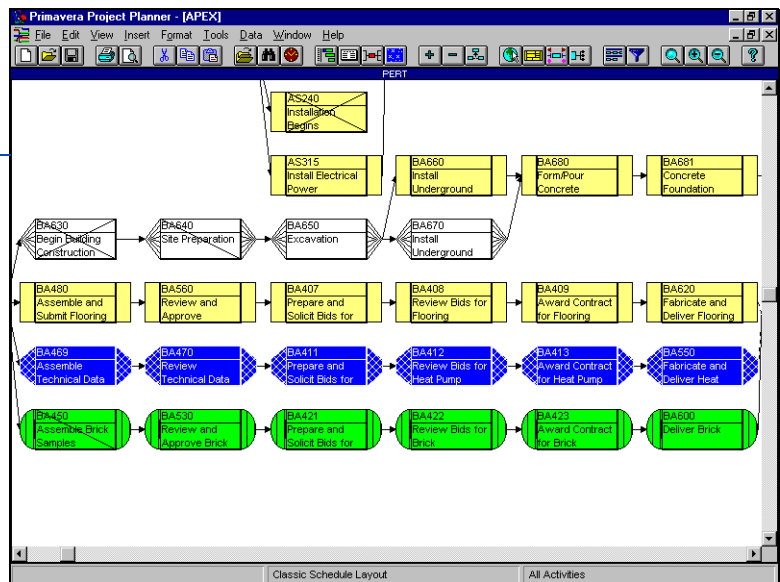 Primavera Project Planner - [APEX]
File Edit View Insert Format Tools Data Window Help
PERT
AS240
Installation
Begins
AS315
Install Electrical
Power
BA660
Install
Underground
BA680
Form/Pour
Concrete
BA681
Concrete
Foundation
BA630
Begin Building
Construction
BA640
Site Preparation
BA650
Excavation
BA670
Install
Underground
BA480
Assemble and
Submit Flooring
BA560
Review and
Approve
BA407
Prepare and
Solicit Bids for
BA408
Review Bids for
Flooring
BA409
Award Contract
for Flooring
BA620
Fabricate and
Deliver Flooring
BA469
Assemble
Technical Data
BA470
Review
Technical Data
BA411
Prepare and
Solicit Bids for
BA412
Review Bids for
Heat Pump
BA413
Award Contract
for Heat Pump
BA550
Fabricate and
Deliver Heat
BA450
Assemble Brick
Samples
BA530
Review and
Approve Brick
BA421
Prepare and
Solicit Bids for
BA422
Review Bids for
Brick
BA423
Award Contract
for Brick
BA600
Deliver Brick
Classic Schedule Layout
All Activities